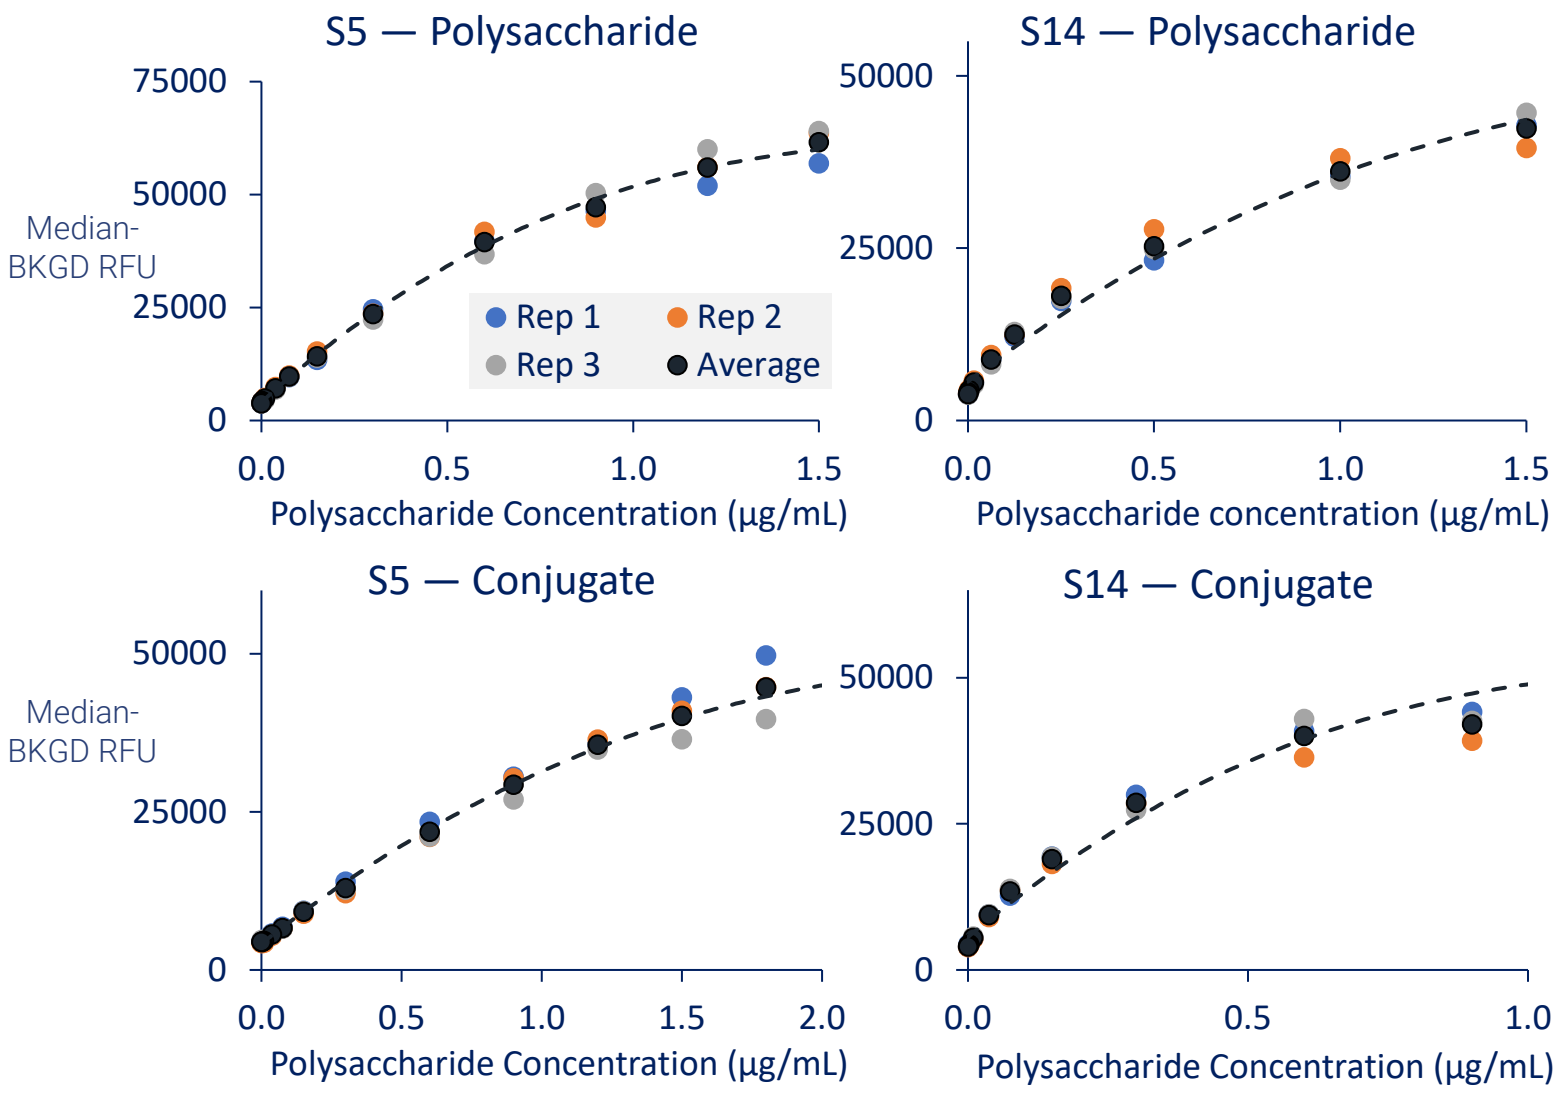 S5 — Polysaccharide
75000
50000
25000
0
Median-
BKGD RFU
Rep 1
Rep 2
Rep 3
Average
0.0 0.5 1.0 1.5
Polysaccharide Concentration (µg/mL)
S14 — Polysaccharide
50000
25000
0
0.0 0.5 1.0 1.5
Polysaccharide concentration (µg/mL)
S5 — Conjugate
50000
25000
0
Median-
BKGD RFU
0.0 0.5 1.0 1.5 2.0
Polysaccharide Concentration (µg/mL)
S14 — Conjugate
50000
25000
0
0.0 0.5 1.0
Polysaccharide Concentration (µg/mL)